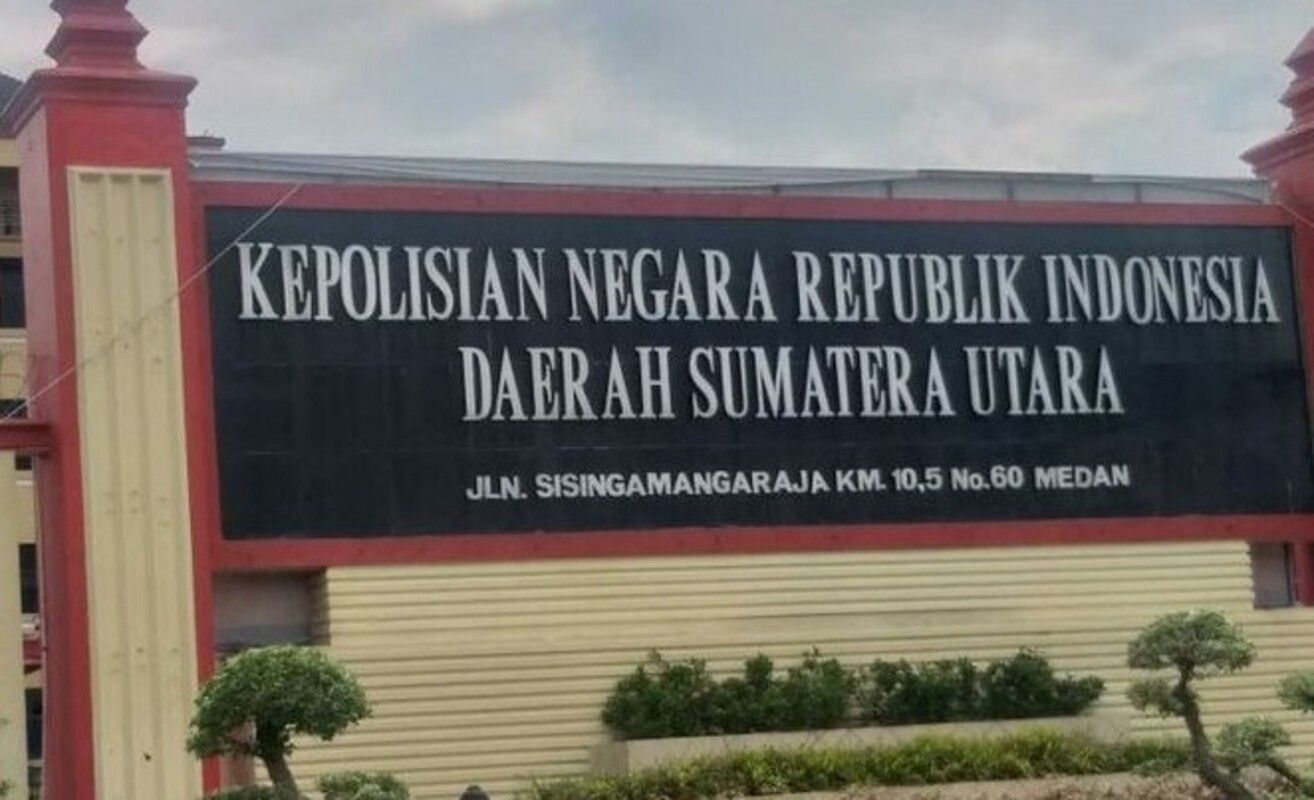 KEPOLISIAN NEGARA REPUBLIK INDONESIA
DAERAH SUMATERA UTARA
JLN. SISINGAMANGARAJA KM. 10,5 No.60 MEDAN